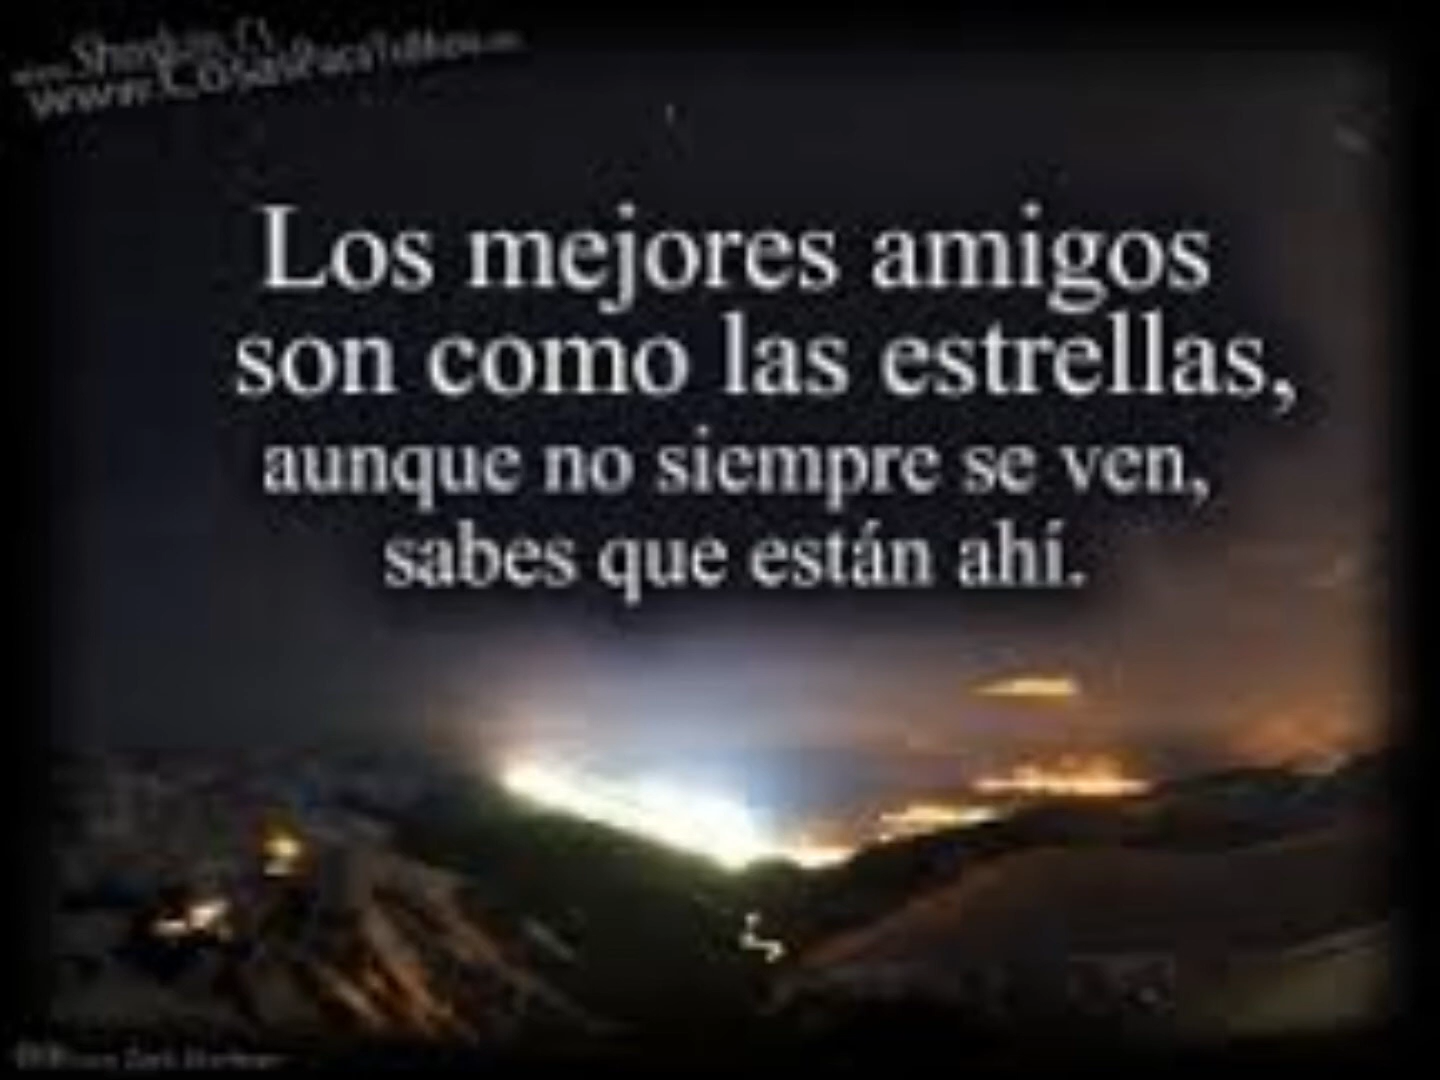 Los mejores amigos
son como las estrellas,
aunque no siempre se ven,
sabes que están ahí.